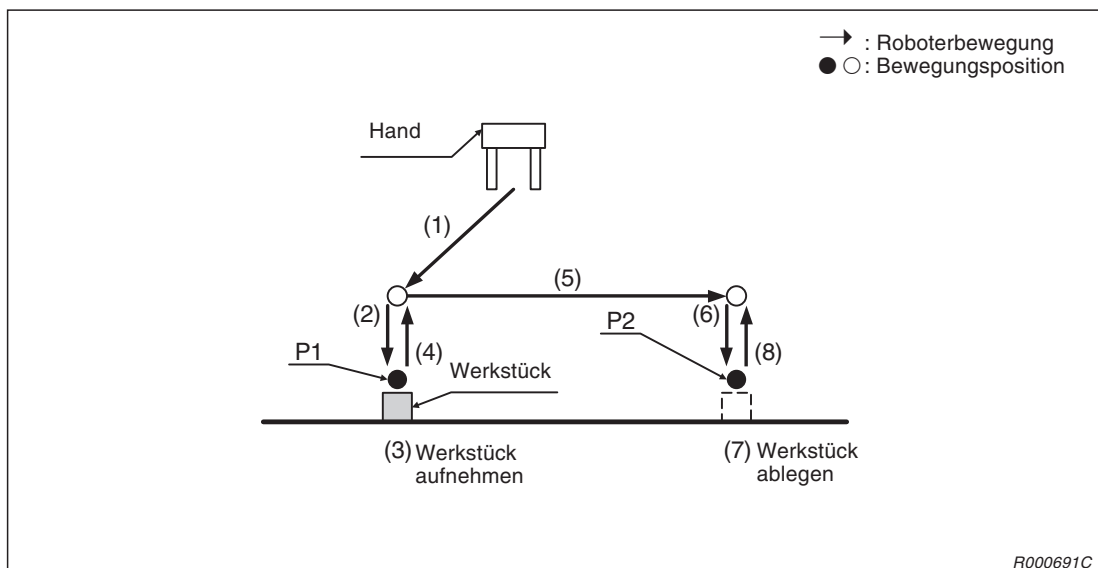 : Roboterbewegung
: Bewegungsposition
Hand
(1)
(5)
(2)
(6)
P2
P1
(4)
(8)
Werkstück
(3) Werkstück
aufnehmen
(7) Werkstück
ablegen
R000691C